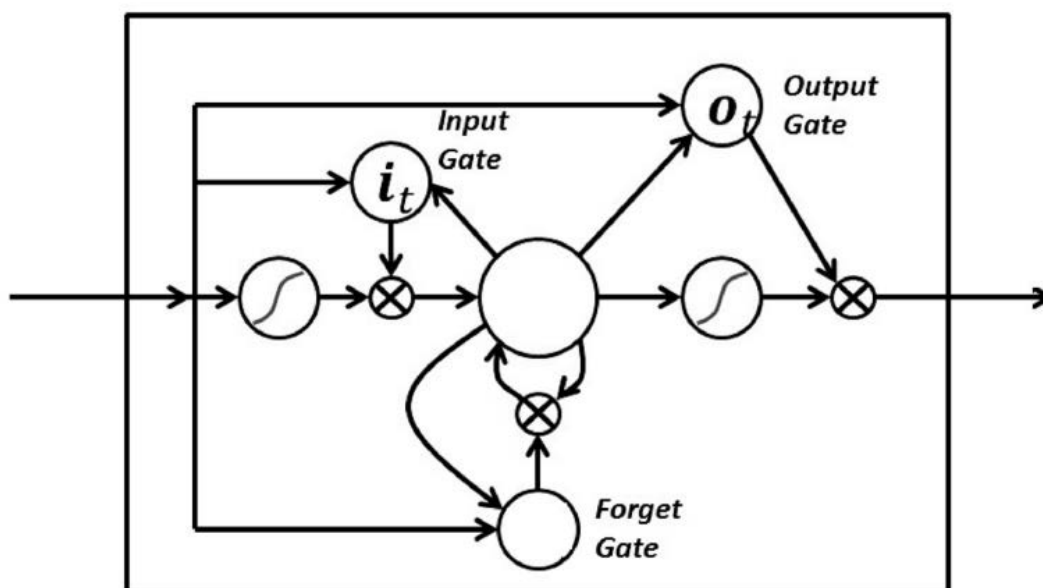 Output
Gate
o_t
Input
Gate
i_t
Forget
Gate